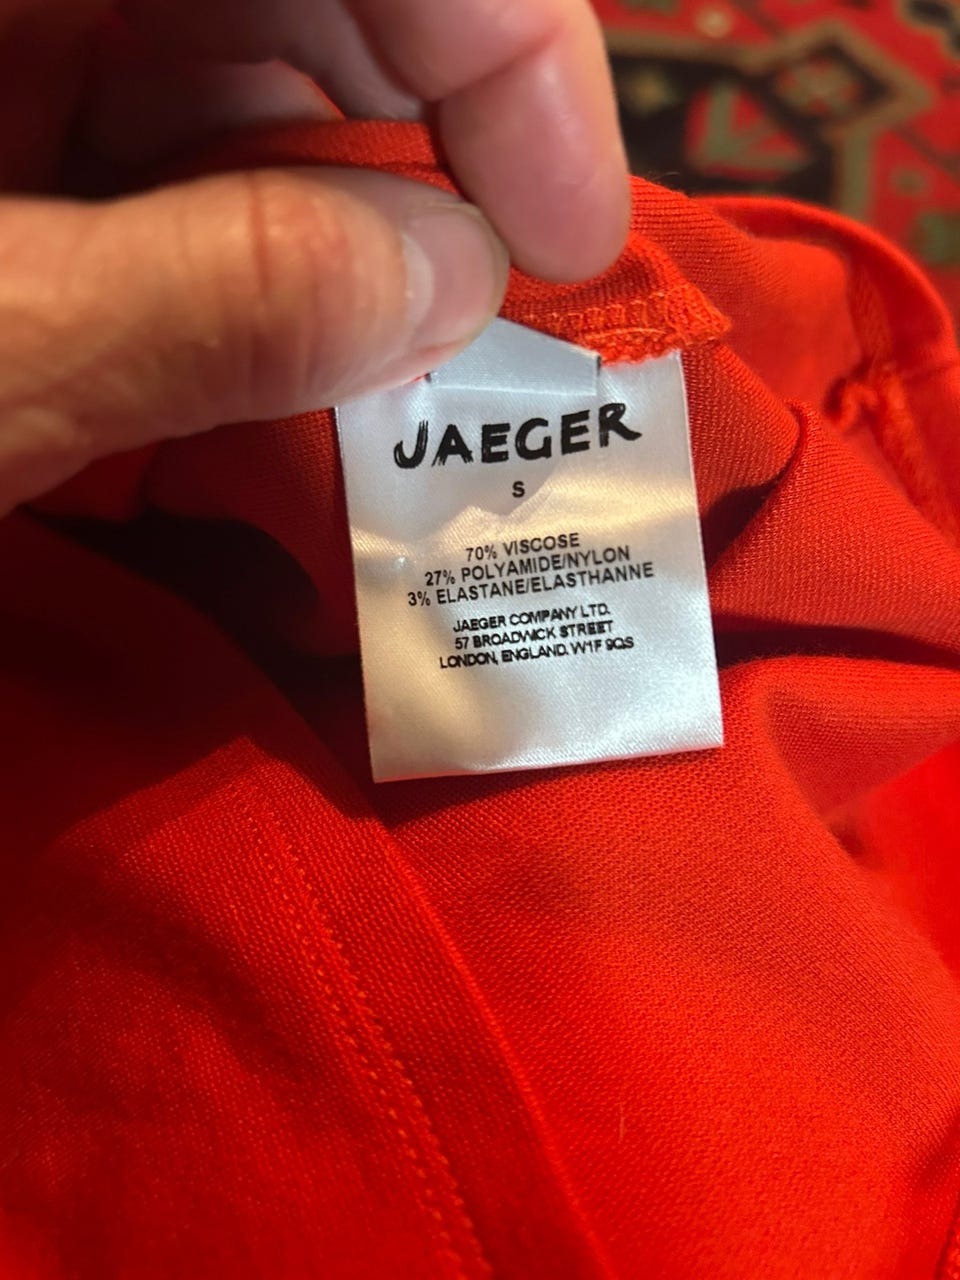 JAEGER
S
70% VISCOSE
27% POLYAMIDE/NYLON
3% ELASTANE/ELASTHANNE
JAEGER COMPANY LTD.
57 BROADWICK STREET
LONDON, ENGLAND. W1F 9QS